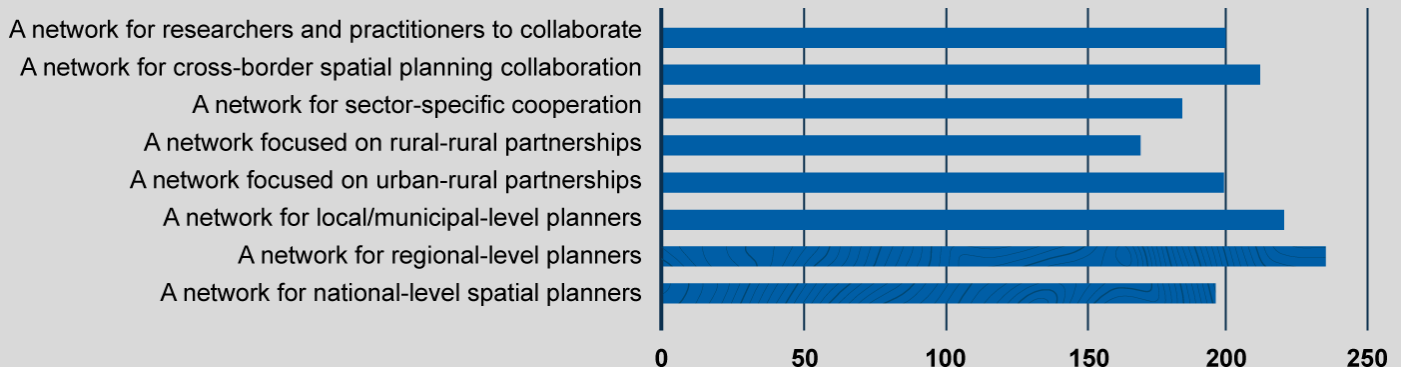 A network for researchers and practitioners to collaborate
A network for cross-border spatial planning collaboration
A network for sector-specific cooperation
A network focused on rural-rural partnerships
A network focused on urban-rural partnerships
A network for local/municipal-level planners
A network for regional-level planners
A network for national-level spatial planners
0 50 100 150 200 250